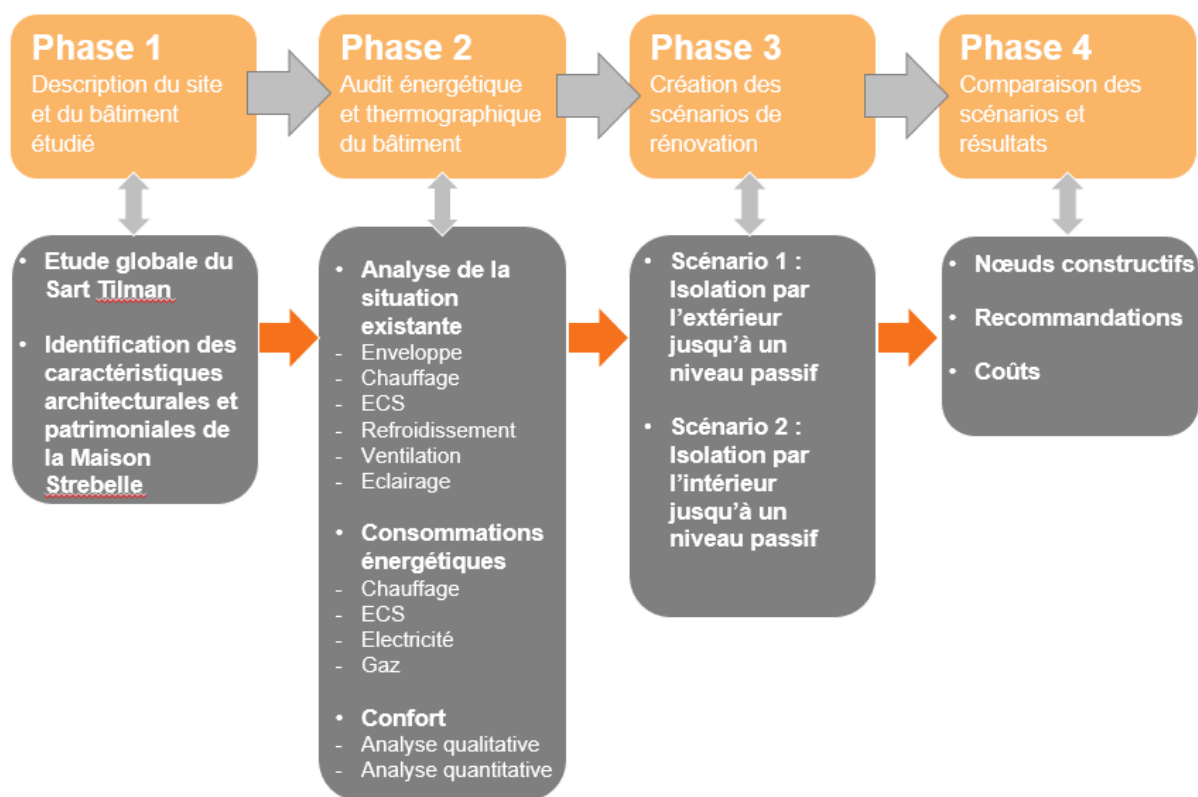 Phase 1
Description du site
et du bâtiment
étudié
Phase 2
Audit énergétique
et thermographique
du bâtiment
Phase 3
Création des
scénarios de
rénovation
Phase 4
Comparaison des
scénarios et
résultats
• Etude globale du
Sart Tilman
• Identification des
caractéristiques
architecturales et
patrimoniales de
la Maison
Strebelle
• Analyse de la
situation
existante
- Enveloppe
- Chauffage
- ECS
- Refroidissement
- Ventilation
- Eclairage
• Consommations
énergétiques
- Chauffage
- ECS
- Electricité
- Gaz
• Confort
- Analyse qualitative
- Analyse quantitative
• Scénario 1 :
Isolation par
l’extérieur
jusqu’à un
niveau passif
• Scénario 2 :
Isolation par
l’intérieur
jusqu’à un
niveau passif
• Nœuds constructifs
• Recommandations
• Coûts